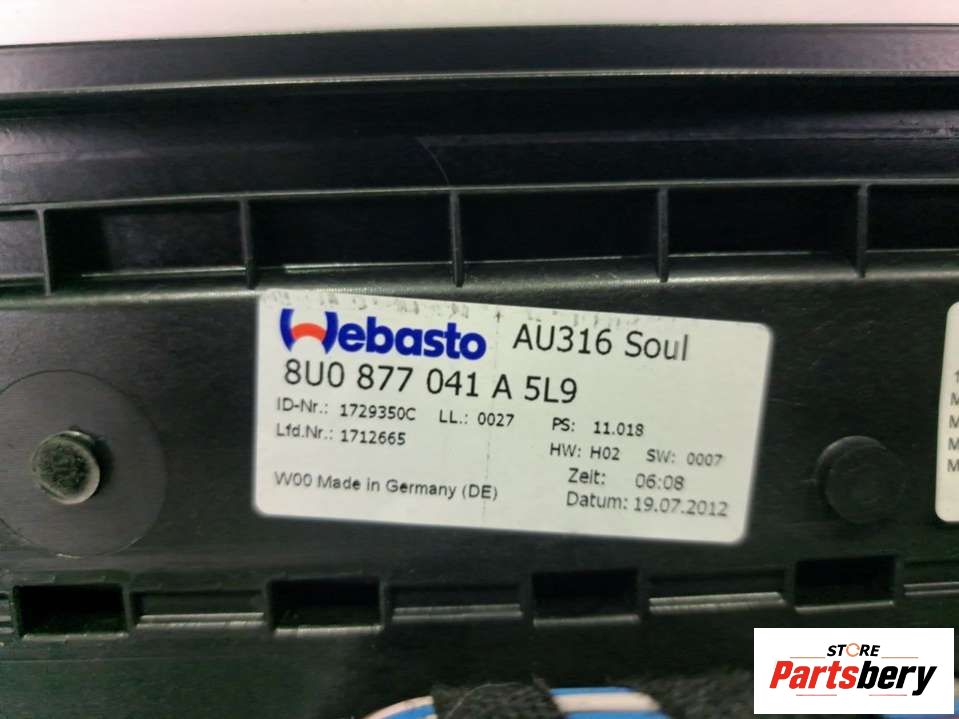 Webasto AU316 Soul
8U0 877 041 A 5L9
ID-Nr.: 1729350C LL.: 0027 PS: 11.018
Lfd.Nr.: 1712665 HW: H02 SW: 0007
W00 Made in Germany (DE) Zeit: 06:08
Datum: 19.07.2012
1
M
M
M
M
STORE
Partsbery